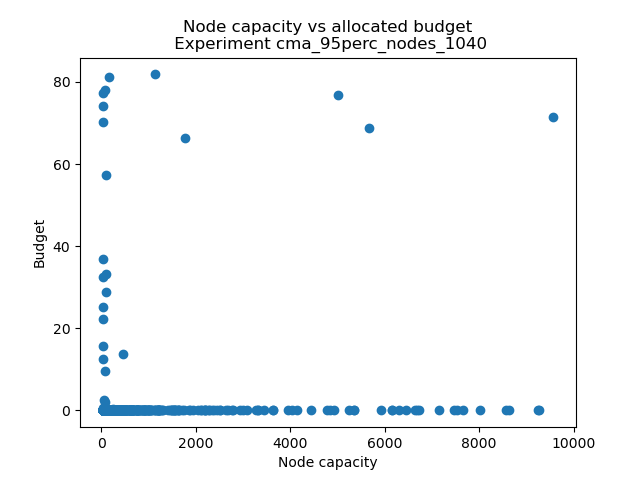 Node capacity vs allocated budget
Experiment cma_95perc_nodes_1040
80
60
40
20
0
Budget
0 2000 4000 6000 8000 10000
Node capacity